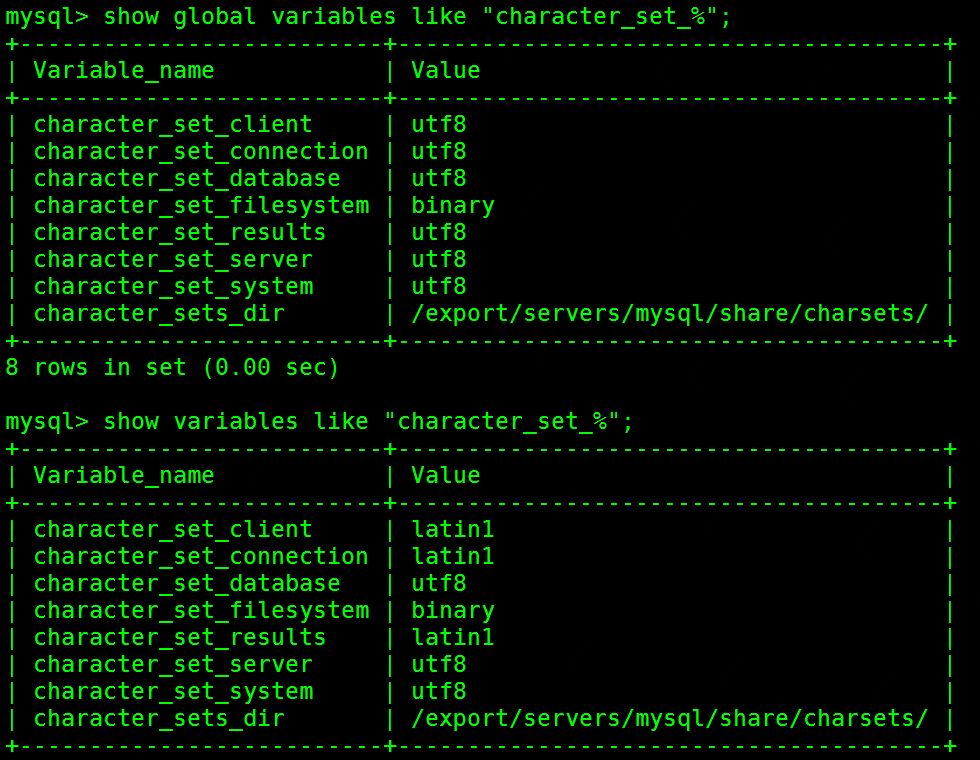 mysql> show global variables like "character_set_%";
+--------------------------+---------------------------------------+
| Variable_name            | Value                                 |
+--------------------------+---------------------------------------+
| character_set_client     | utf8                                  |
| character_set_connection | utf8                                  |
| character_set_database   | utf8                                  |
| character_set_filesystem | binary                                |
| character_set_results    | utf8                                  |
| character_set_server     | utf8                                  |
| character_set_system     | utf8                                  |
| character_sets_dir       | /export/servers/mysql/share/charsets/ |
+--------------------------+---------------------------------------+
8 rows in set (0.00 sec)
mysql> show variables like "character_set_%";
+--------------------------+---------------------------------------+
| Variable_name            | Value                                 |
+--------------------------+---------------------------------------+
| character_set_client     | latin1                                |
| character_set_connection | latin1                                |
| character_set_database   | utf8                                  |
| character_set_filesystem | binary                                |
| character_set_results    | latin1                                |
| character_set_server     | utf8                                  |
| character_set_system     | utf8                                  |
| character_sets_dir       | /export/servers/mysql/share/charsets/ |
+--------------------------+---------------------------------------+